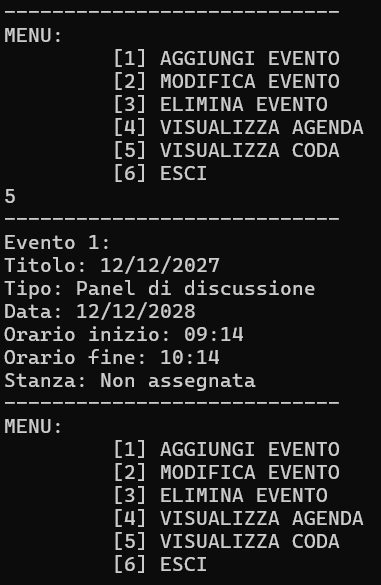 ----------------------------
MENU:
[1] AGGIUNGI EVENTO
[2] MODIFICA EVENTO
[3] ELIMINA EVENTO
[4] VISUALIZZA AGENDA
[5] VISUALIZZA CODA
[6] ESCI
5
----------------------------
Evento 1:
Titolo: 12/12/2027
Tipo: Panel di discussione
Data: 12/12/2028
Orario inizio: 09:14
Orario fine: 10:14
Stanza: Non assegnata
----------------------------
MENU:
[1] AGGIUNGI EVENTO
[2] MODIFICA EVENTO
[3] ELIMINA EVENTO
[4] VISUALIZZA AGENDA
[5] VISUALIZZA CODA
[6] ESCI